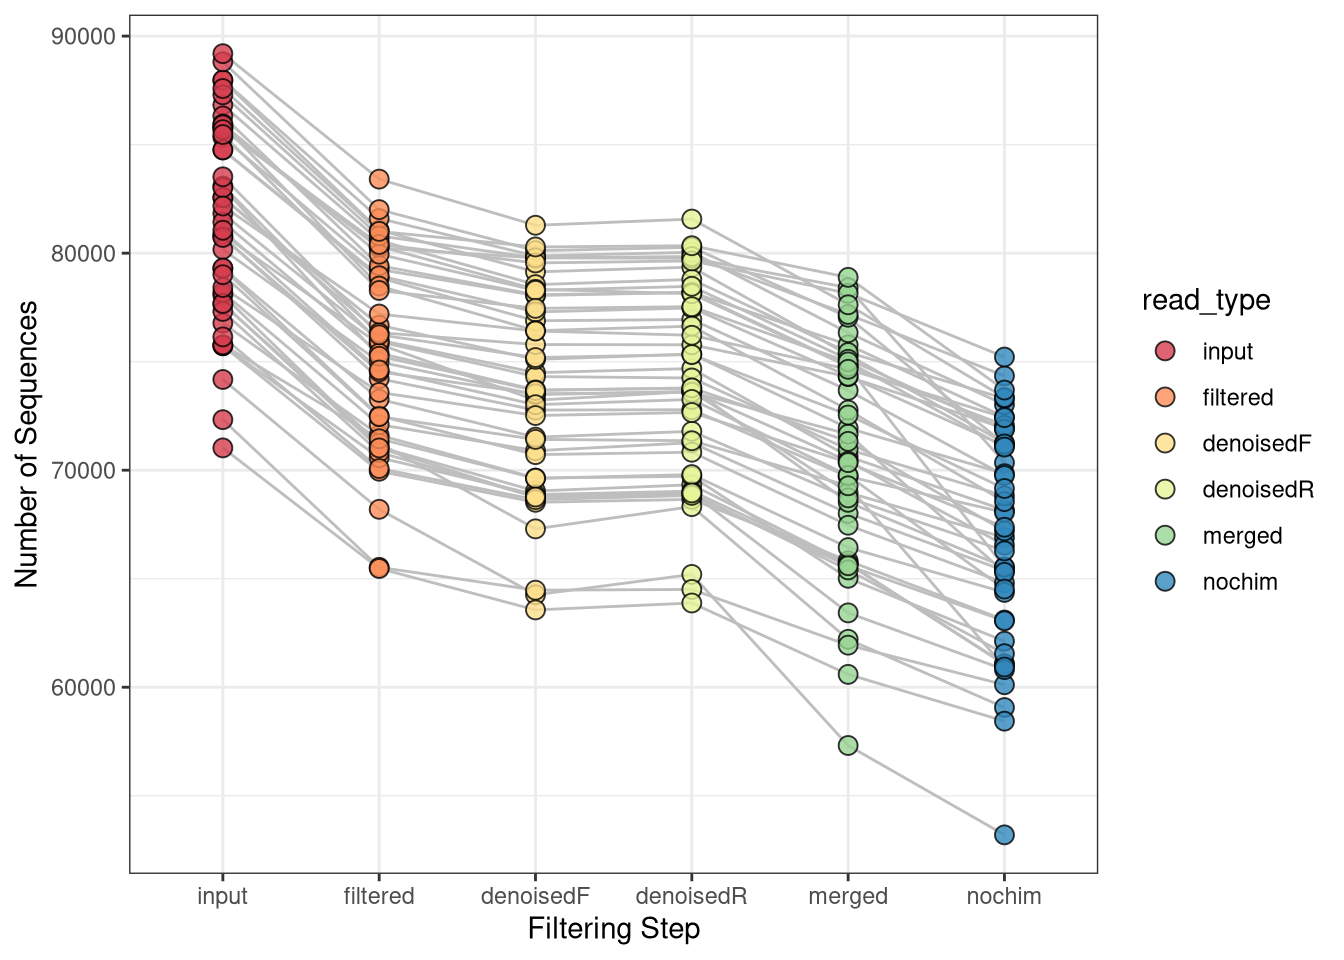 Number of Sequences
90000
80000
70000
60000
input
filtered
denoisedF
denoisedR
merged
nochim
Filtering Step
read_type
input
filtered
denoisedF
denoisedR
merged
nochim